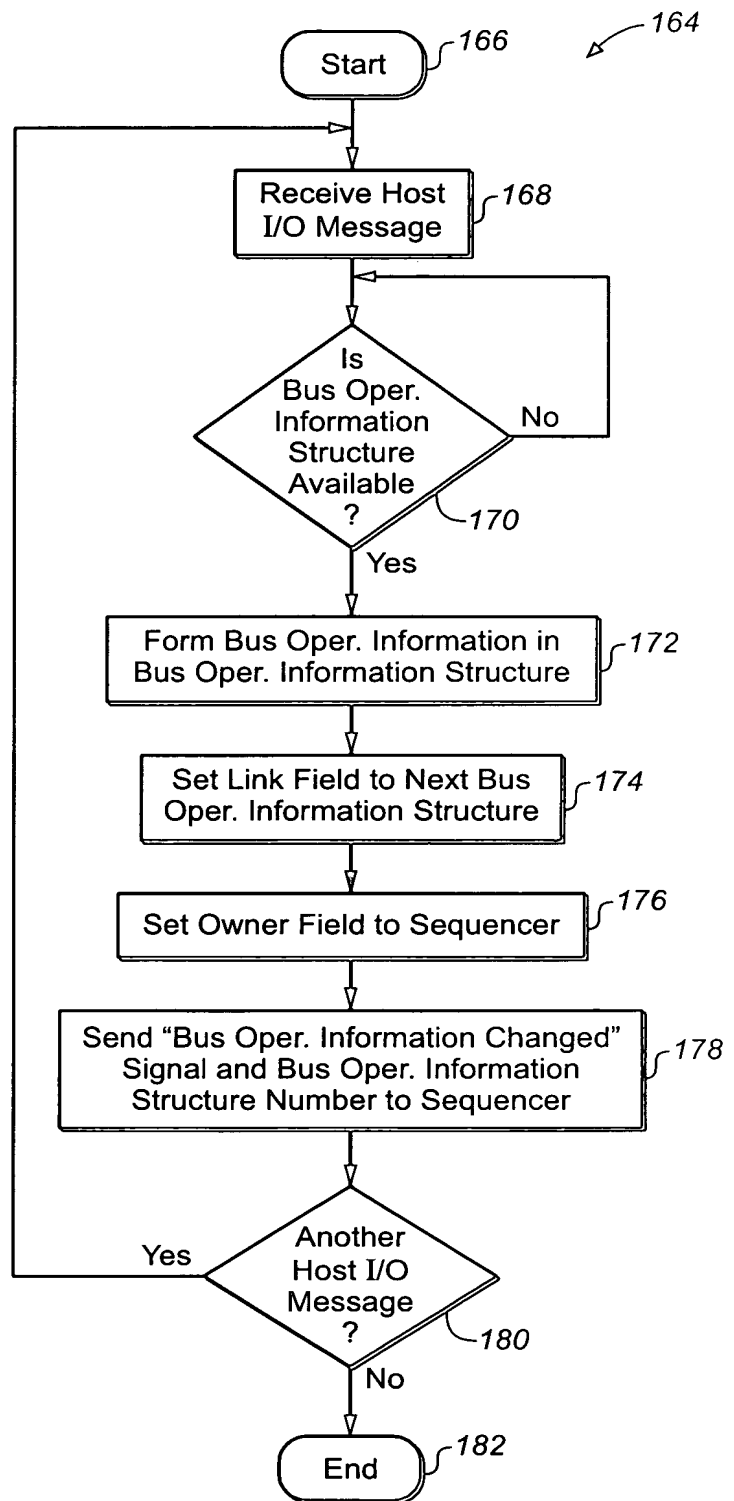 164
Start
166
Receive Host
I/O Message
168
Is
Bus Oper.
Information
Structure
Available
?
No
170
Yes
Form Bus Oper. Information in
Bus Oper. Information Structure
172
Set Link Field to Next Bus
Oper. Information Structure
174
Set Owner Field to Sequencer
176
Send “Bus Oper. Information Changed”
Signal and Bus Oper. Information
Structure Number to Sequencer
178
Yes
Another
Host I/O
Message
?
180
No
End
182